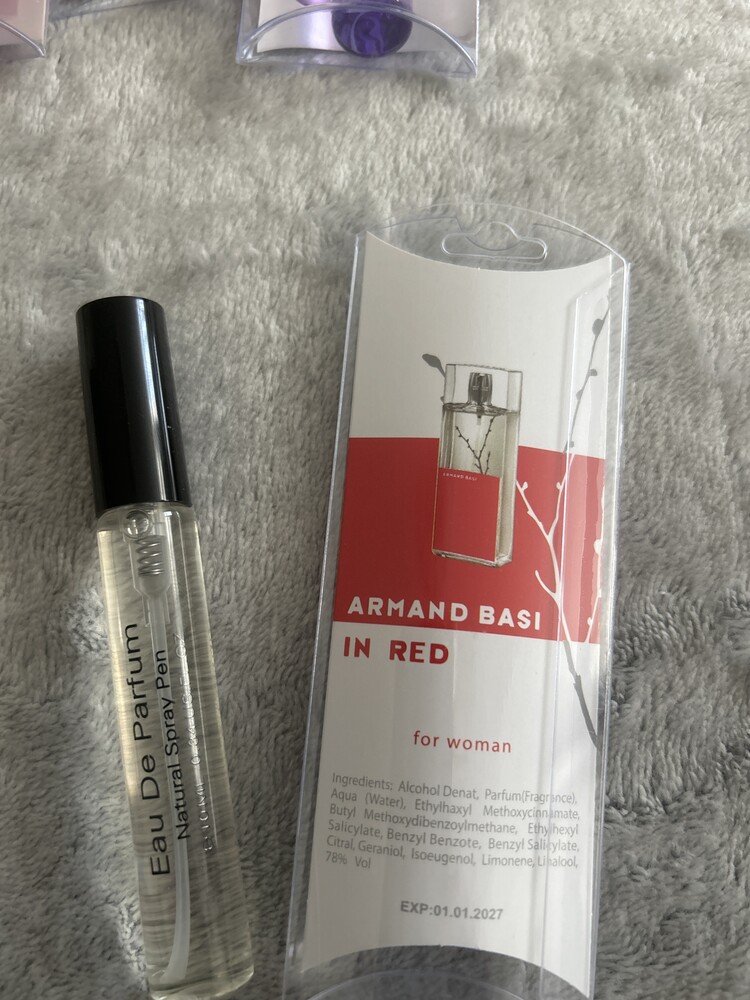 Eau De Parfum
Natural Spray Pen
ARMAND BASI
ARMAND BASI
IN RED
for woman
Ingredients: Alcohol Denat, Parfum(Fragrance),
Aqua (Water), Ethylhaxyl Methoxycinnamate,
Butyl Methoxydibenzoylmethane, Ethylhexyl
Salicylate, Benzyl Benzote, Benzyl Salicylate,
Citral, Geraniol, Isoeugenol, Limonene, Linalool,
78% Vol
EXP:01.01.2027